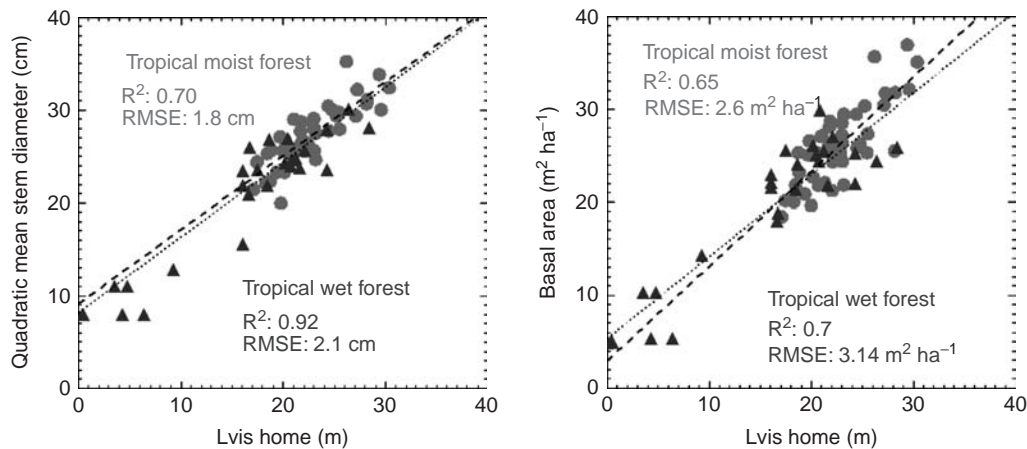 Quadratic mean stem diameter (cm)
40
30
20
10
0
Tropical moist forest
R²: 0.70
RMSE: 1.8 cm
Tropical wet forest
R²: 0.92
RMSE: 2.1 cm
0 10 20 30 40
Lvis home (m)
Basal area (m² ha⁻¹)
40
30
20
10
0
Tropical moist forest
R²: 0.65
RMSE: 2.6 m² ha⁻¹
Tropical wet forest
R²: 0.7
RMSE: 3.14 m² ha⁻¹
0 10 20 30 40
Lvis home (m)